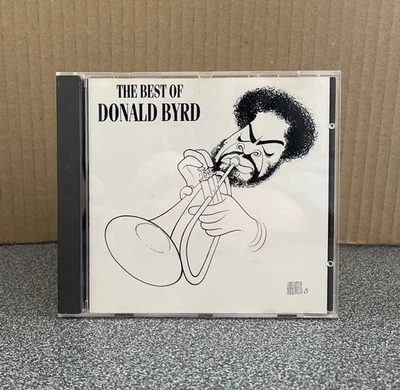 THE BEST OF
DONALD BYRD